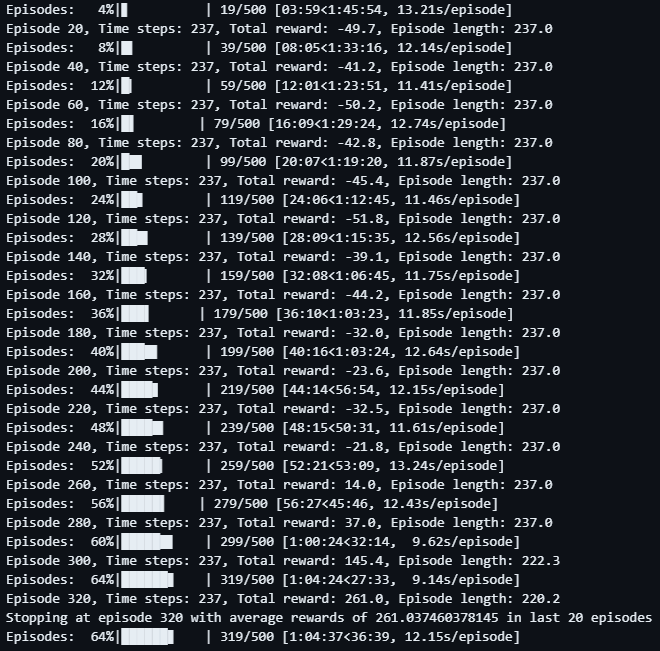 Episodes:   4%|▌         | 19/500 [03:59<1:45:54, 13.21s/episode]
Episode 20, Time steps: 237, Total reward: -49.7, Episode length: 237.0
Episodes:   8%|█         | 39/500 [08:05<1:33:16, 12.14s/episode]
Episode 40, Time steps: 237, Total reward: -41.2, Episode length: 237.0
Episodes:  12%|█         | 59/500 [12:01<1:23:51, 11.41s/episode]
Episode 60, Time steps: 237, Total reward: -50.2, Episode length: 237.0
Episodes:  16%|█▌        | 79/500 [16:09<1:29:24, 12.74s/episode]
Episode 80, Time steps: 237, Total reward: -42.8, Episode length: 237.0
Episodes:  20%|██        | 99/500 [20:07<1:19:20, 11.87s/episode]
Episode 100, Time steps: 237, Total reward: -45.4, Episode length: 237.0
Episodes:  24%|██▍       | 119/500 [24:06<1:12:45, 11.46s/episode]
Episode 120, Time steps: 237, Total reward: -51.8, Episode length: 237.0
Episodes:  28%|██▊       | 139/500 [28:09<1:15:35, 12.56s/episode]
Episode 140, Time steps: 237, Total reward: -39.1, Episode length: 237.0
Episodes:  32%|███▏      | 159/500 [32:08<1:06:45, 11.75s/episode]
Episode 160, Time steps: 237, Total reward: -44.2, Episode length: 237.0
Episodes:  36%|███▌      | 179/500 [36:10<1:03:23, 11.85s/episode]
Episode 180, Time steps: 237, Total reward: -32.0, Episode length: 237.0
Episodes:  40%|███▉      | 199/500 [40:16<1:03:24, 12.64s/episode]
Episode 200, Time steps: 237, Total reward: -23.6, Episode length: 237.0
Episodes:  44%|████▍     | 219/500 [44:14<56:54, 12.15s/episode]
Episode 220, Time steps: 237, Total reward: -32.5, Episode length: 237.0
Episodes:  48%|████▊     | 239/500 [48:15<50:31, 11.61s/episode]
Episode 240, Time steps: 237, Total reward: -21.8, Episode length: 237.0
Episodes:  52%|█████▏    | 259/500 [52:21<53:09, 13.24s/episode]
Episode 260, Time steps: 237, Total reward: 14.0, Episode length: 237.0
Episodes:  56%|█████▌    | 279/500 [56:27<45:46, 12.43s/episode]
Episode 280, Time steps: 237, Total reward: 37.0, Episode length: 237.0
Episodes:  60%|█████▉    | 299/500 [1:00:24<32:14,  9.62s/episode]
Episode 300, Time steps: 237, Total reward: 145.4, Episode length: 222.3
Episodes:  64%|██████▍   | 319/500 [1:04:24<27:33,  9.14s/episode]
Episode 320, Time steps: 237, Total reward: 261.0, Episode length: 220.2
Stopping at episode 320 with average rewards of 261.037460378145 in last 20 episodes
Episodes:  64%|██████▍   | 319/500 [1:04:37<36:39, 12.15s/episode]